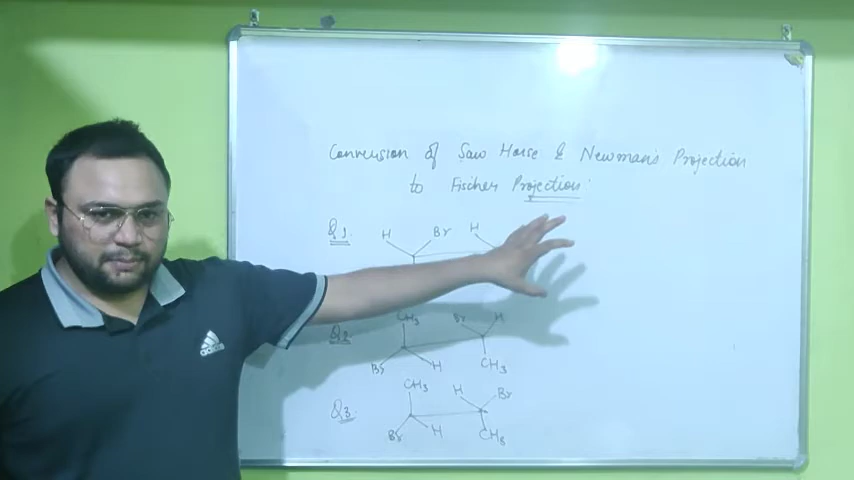 Conversion of Saw Horse & Newman's Projection
to Fischer Projection:
Q1. H Br H
Q2 CH3 Br H
Br H CH3
Q3. CH3 H Br
Br H CH3
adidas